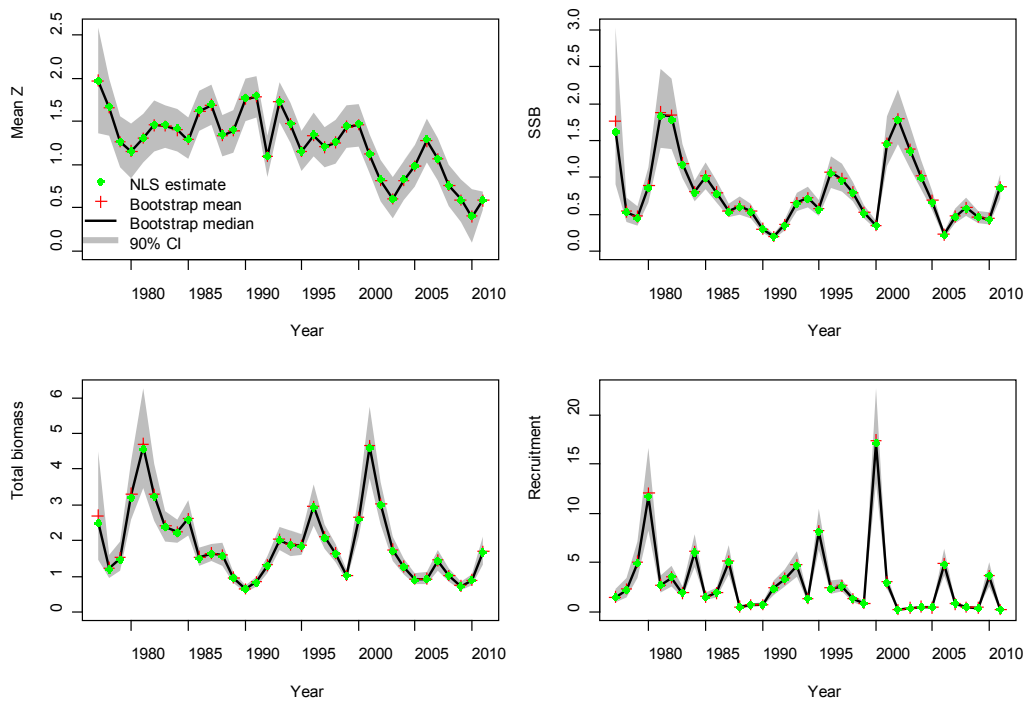 Mean Z
0.0 0.5 1.0 1.5 2.0 2.5
NLS estimate
Bootstrap mean
Bootstrap median
90% CI
1980 1985 1990 1995 2000 2005 2010
Year
SSB
0.0 0.5 1.0 1.5 2.0 2.5 3.0
1980 1985 1990 1995 2000 2005 2010
Year
Total biomass
0 1 2 3 4 5 6
1980 1985 1990 1995 2000 2005 2010
Year
Recruitment
0 5 10 15 20
1980 1985 1990 1995 2000 2005 2010
Year